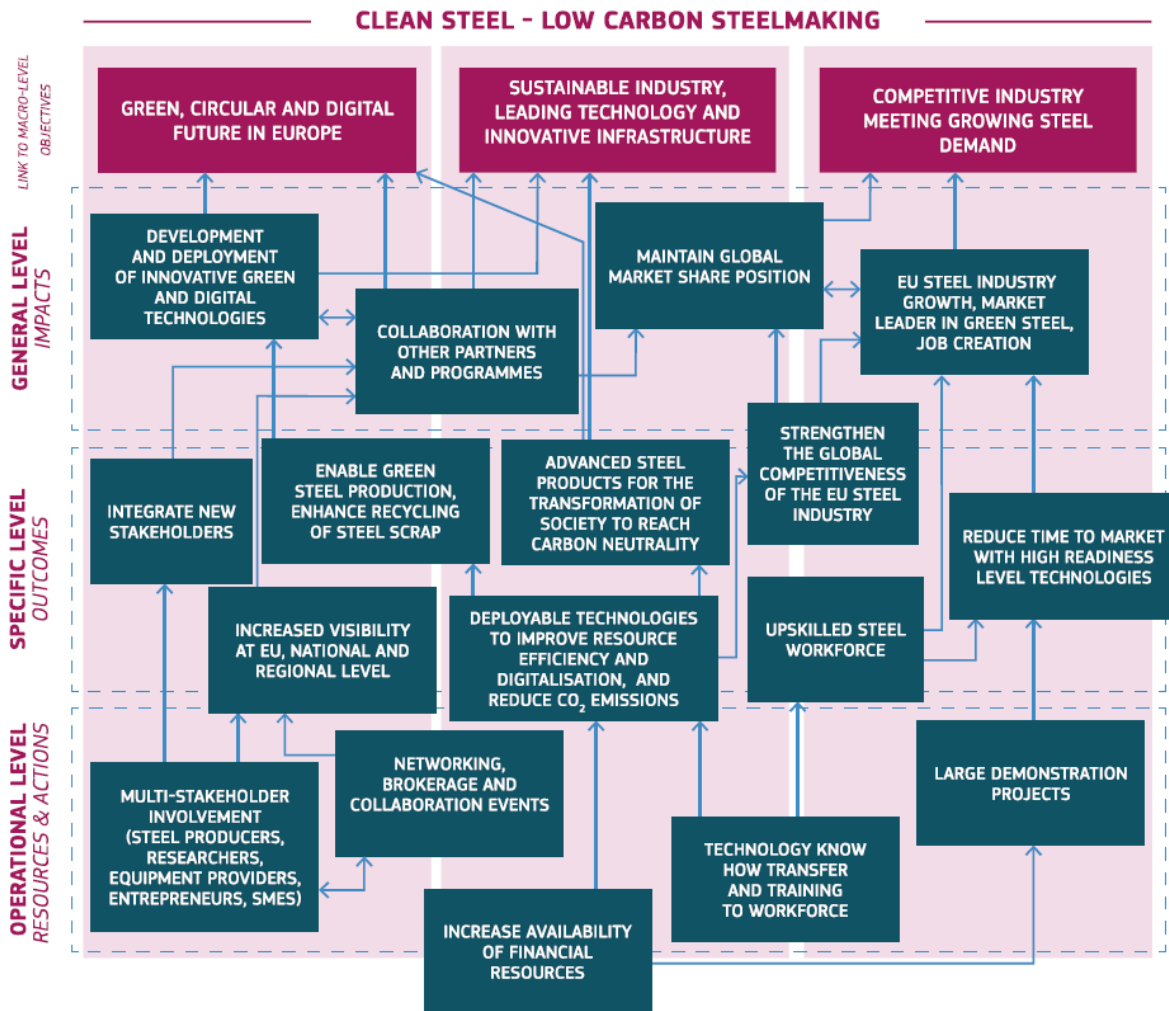 CLEAN STEEL - LOW CARBON STEELMAKING
LINK TO MACRO-LEVEL
OBJECTIVES
GREEN, CIRCULAR AND DIGITAL
FUTURE IN EUROPE
SUSTAINABLE INDUSTRY,
LEADING TECHNOLOGY AND
INNOVATIVE INFRASTRUCTURE
COMPETITIVE INDUSTRY
MEETING GROWING STEEL
DEMAND
GENERAL LEVEL
IMPACTS
DEVELOPMENT
AND DEPLOYMENT
OF INNOVATIVE GREEN
AND DIGITAL
TECHNOLOGIES
COLLABORATION WITH
OTHER PARTNERS
AND PROGRAMMES
MAINTAIN GLOBAL
MARKET SHARE POSITION
EU STEEL INDUSTRY
GROWTH, MARKET
LEADER IN GREEN STEEL,
JOB CREATION
SPECIFIC LEVEL
OUTCOMES
INTEGRATE NEW
STAKEHOLDERS
ENABLE GREEN
STEEL PRODUCTION,
ENHANCE RECYCLING
OF STEEL SCRAP
ADVANCED STEEL
PRODUCTS FOR THE
TRANSFORMATION OF
SOCIETY TO REACH
CARBON NEUTRALITY
STRENGTHEN
THE GLOBAL
COMPETITIVENESS
OF THE EU STEEL
INDUSTRY
REDUCE TIME TO MARKET
WITH HIGH READINESS
LEVEL TECHNOLOGIES
INCREASED VISIBILITY
AT EU, NATIONAL AND
REGIONAL LEVEL
DEPLOYABLE TECHNOLOGIES
TO IMPROVE RESOURCE
EFFICIENCY AND
DIGITALISATION, AND
REDUCE CO₂ EMISSIONS
UPSKILLED STEEL
WORKFORCE
OPERATIONAL LEVEL
RESOURCES & ACTIONS
MULTI-STAKEHOLDER
INVOLVEMENT
(STEEL PRODUCERS,
RESEARCHERS,
EQUIPMENT PROVIDERS,
ENTREPRENEURS, SMES)
NETWORKING,
BROKERAGE AND
COLLABORATION EVENTS
INCREASE AVAILABILITY
OF FINANCIAL
RESOURCES
TECHNOLOGY KNOW
HOW TRANSFER
AND TRAINING
TO WORKFORCE
LARGE DEMONSTRATION
PROJECTS